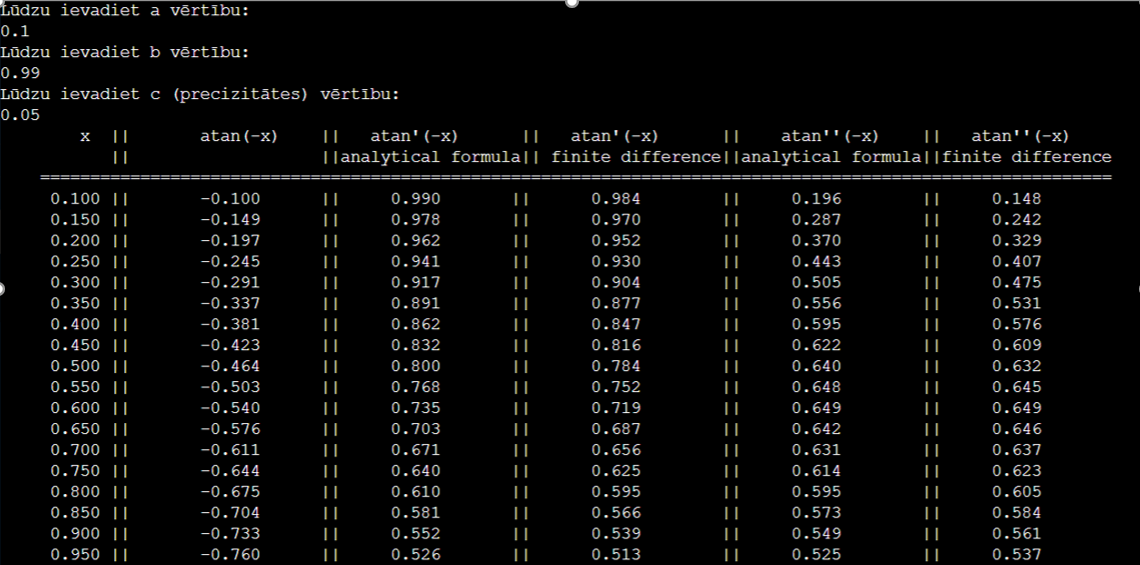 Lūdzu ievadiet a vērtību:
0.1
Lūdzu ievadiet b vērtību:
0.99
Lūdzu ievadiet c (precizitātes) vērtību:
0.05
x || atan(-x) || atan'(-x) || atan'(-x) || atan''(-x) || atan''(-x)
|| ||analytical formula|| finite difference||analytical formula||finite difference
===========================================================================================================
0.100 || -0.100 || 0.990 || 0.984 || 0.196 || 0.148
0.150 || -0.149 || 0.978 || 0.970 || 0.287 || 0.242
0.200 || -0.197 || 0.962 || 0.952 || 0.370 || 0.329
0.250 || -0.245 || 0.941 || 0.930 || 0.443 || 0.407
0.300 || -0.291 || 0.917 || 0.904 || 0.505 || 0.475
0.350 || -0.337 || 0.891 || 0.877 || 0.556 || 0.531
0.400 || -0.381 || 0.862 || 0.847 || 0.595 || 0.576
0.450 || -0.423 || 0.832 || 0.816 || 0.622 || 0.609
0.500 || -0.464 || 0.800 || 0.784 || 0.640 || 0.632
0.550 || -0.503 || 0.768 || 0.752 || 0.648 || 0.645
0.600 || -0.540 || 0.735 || 0.719 || 0.649 || 0.649
0.650 || -0.576 || 0.703 || 0.687 || 0.642 || 0.646
0.700 || -0.611 || 0.671 || 0.656 || 0.631 || 0.637
0.750 || -0.644 || 0.640 || 0.625 || 0.614 || 0.623
0.800 || -0.675 || 0.610 || 0.595 || 0.595 || 0.605
0.850 || -0.704 || 0.581 || 0.566 || 0.573 || 0.584
0.900 || -0.733 || 0.552 || 0.539 || 0.549 || 0.561
0.950 || -0.760 || 0.526 || 0.513 || 0.525 || 0.537